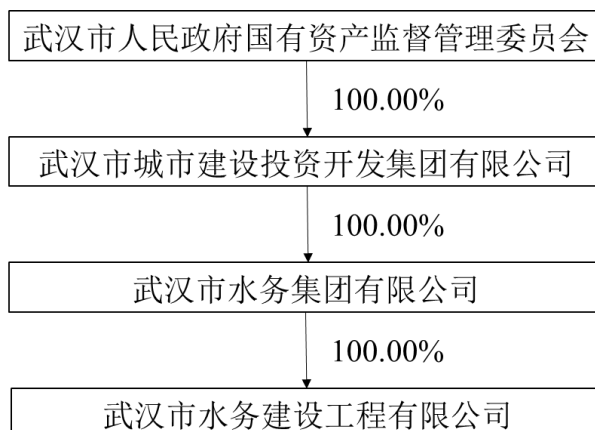 武汉市人民政府国有资产监督管理委员会
100.00%
武汉市城市建设投资开发集团有限公司
100.00%
武汉市水务集团有限公司
100.00%
武汉市水务建设工程有限公司